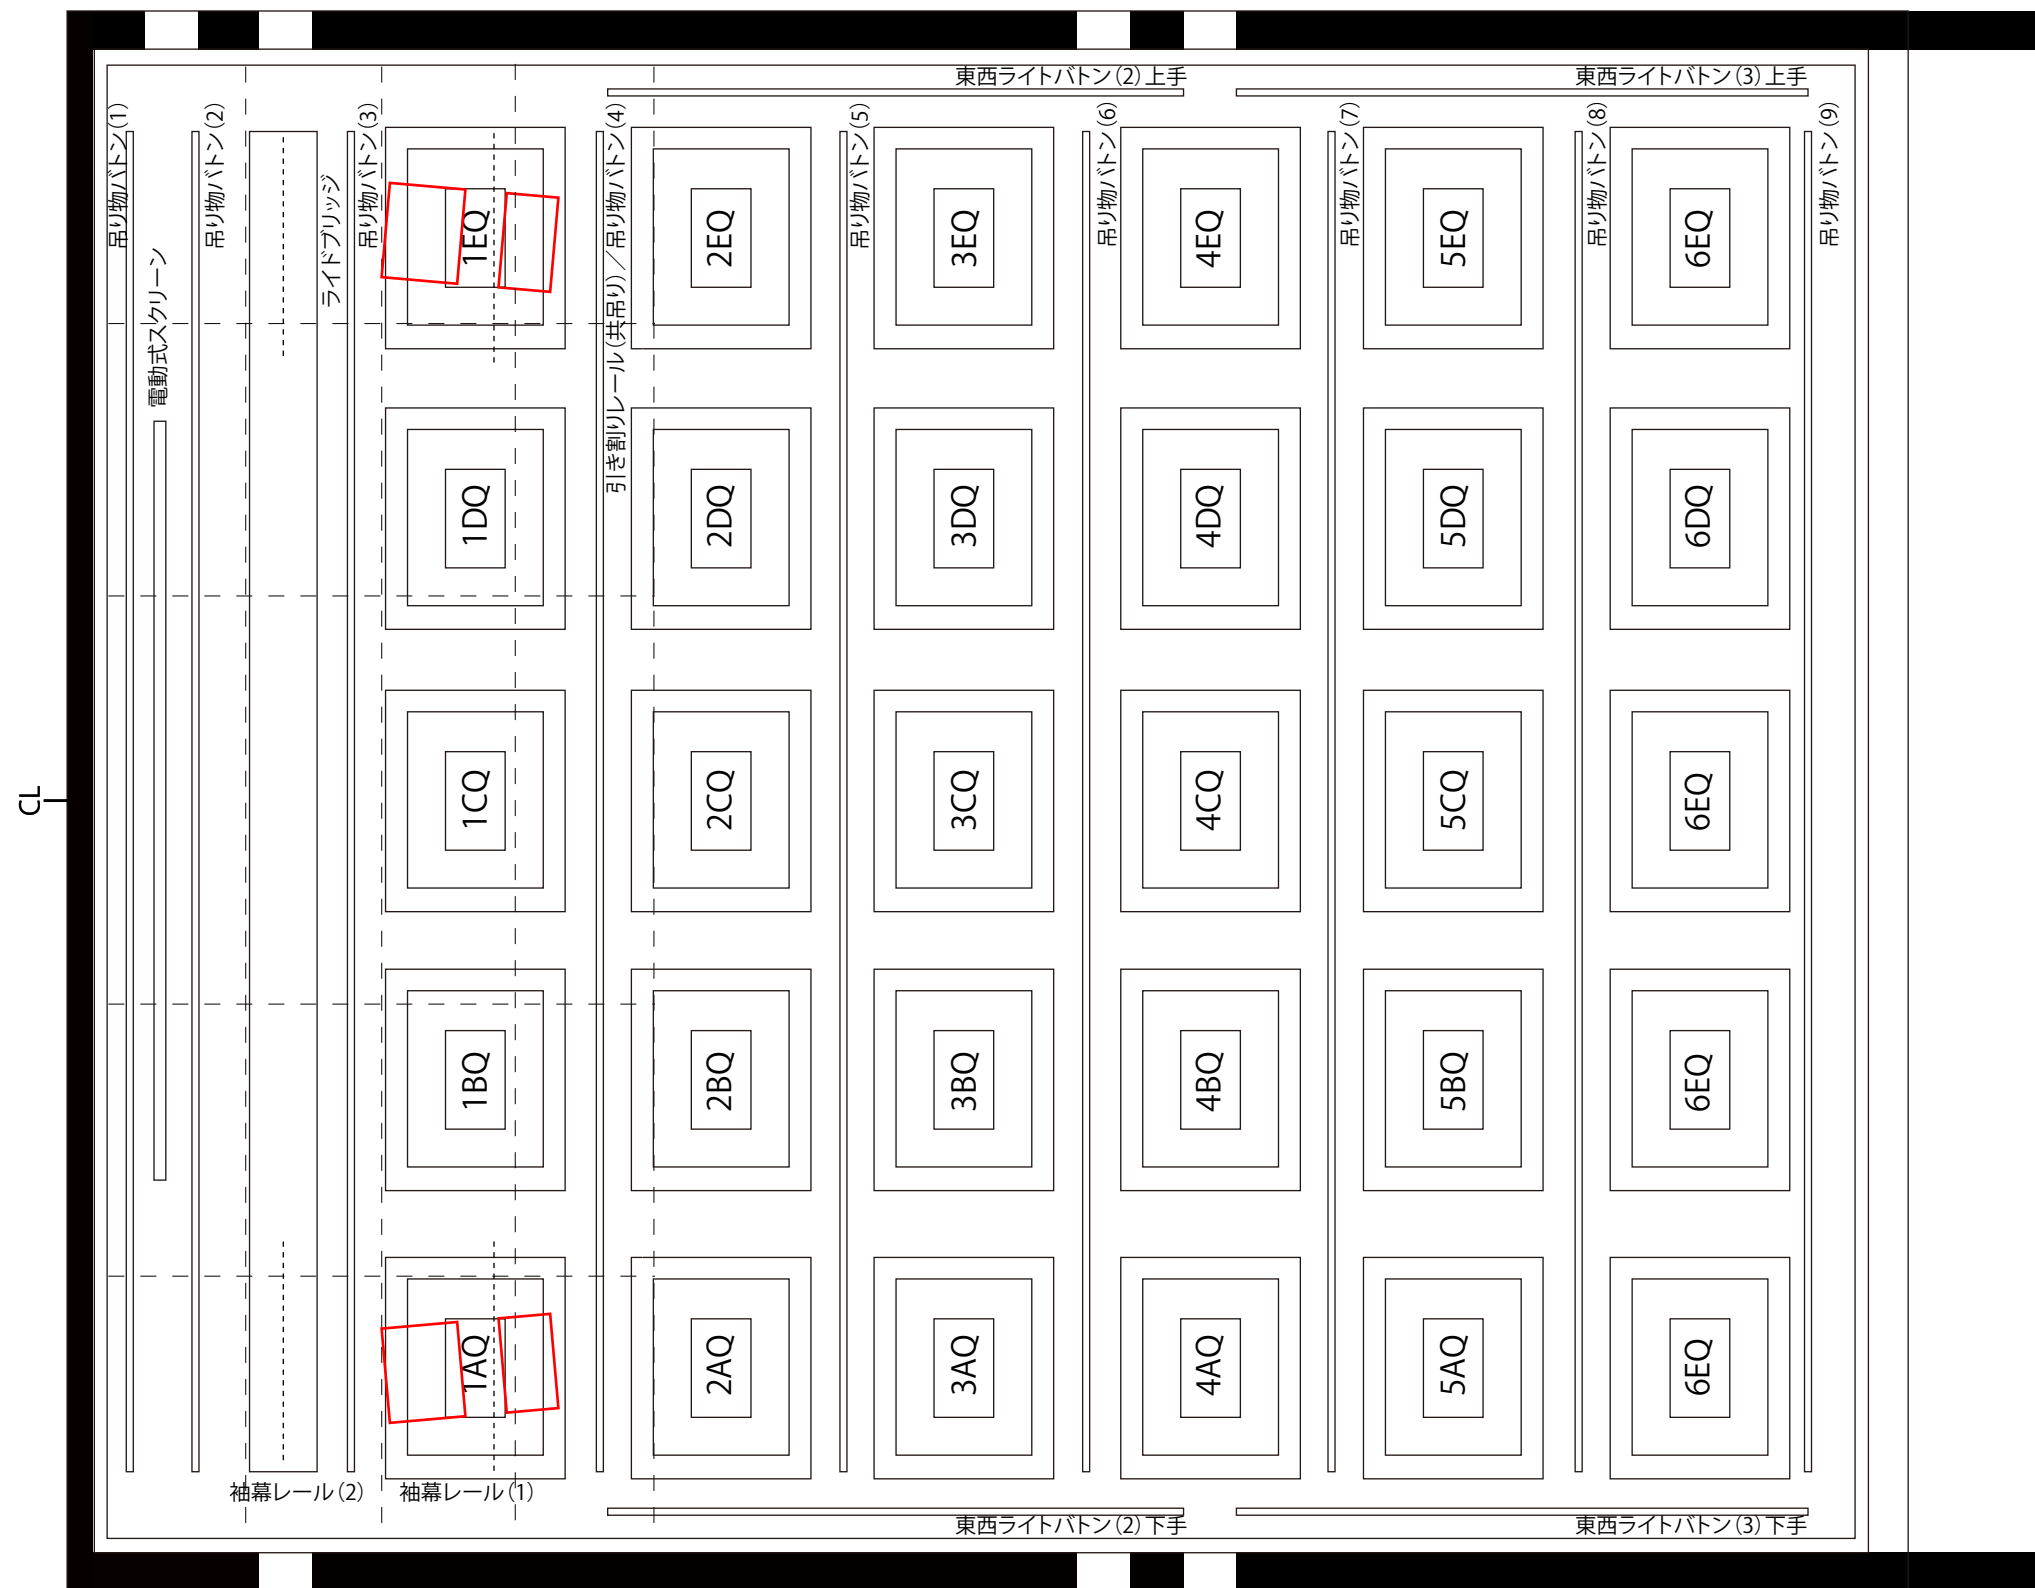 東西ライトバトン(2)上手
東西ライトバトン(3)上手
吊り物バトン(1)
電動式スクリーン
吊り物バトン(2)
ライドブリッジ
吊り物バトン(3)
引き割りレール(共吊り)/吊り物バトン(4)
吊り物バトン(5)
吊り物バトン(6)
吊り物バトン(7)
吊り物バトン(8)
吊り物バトン(9)
1EQ
2EQ
3EQ
4EQ
5EQ
6EQ
1DQ
2DQ
3DQ
4DQ
5DQ
6DQ
CL
1CQ
2CQ
3CQ
4CQ
5CQ
6EQ
1BQ
2BQ
3BQ
4BQ
5BQ
6EQ
1AQ
2AQ
3AQ
4AQ
5AQ
6EQ
袖幕レール(2)
袖幕レール(1)
東西ライトバトン(2)下手
東西ライトバトン(3)下手